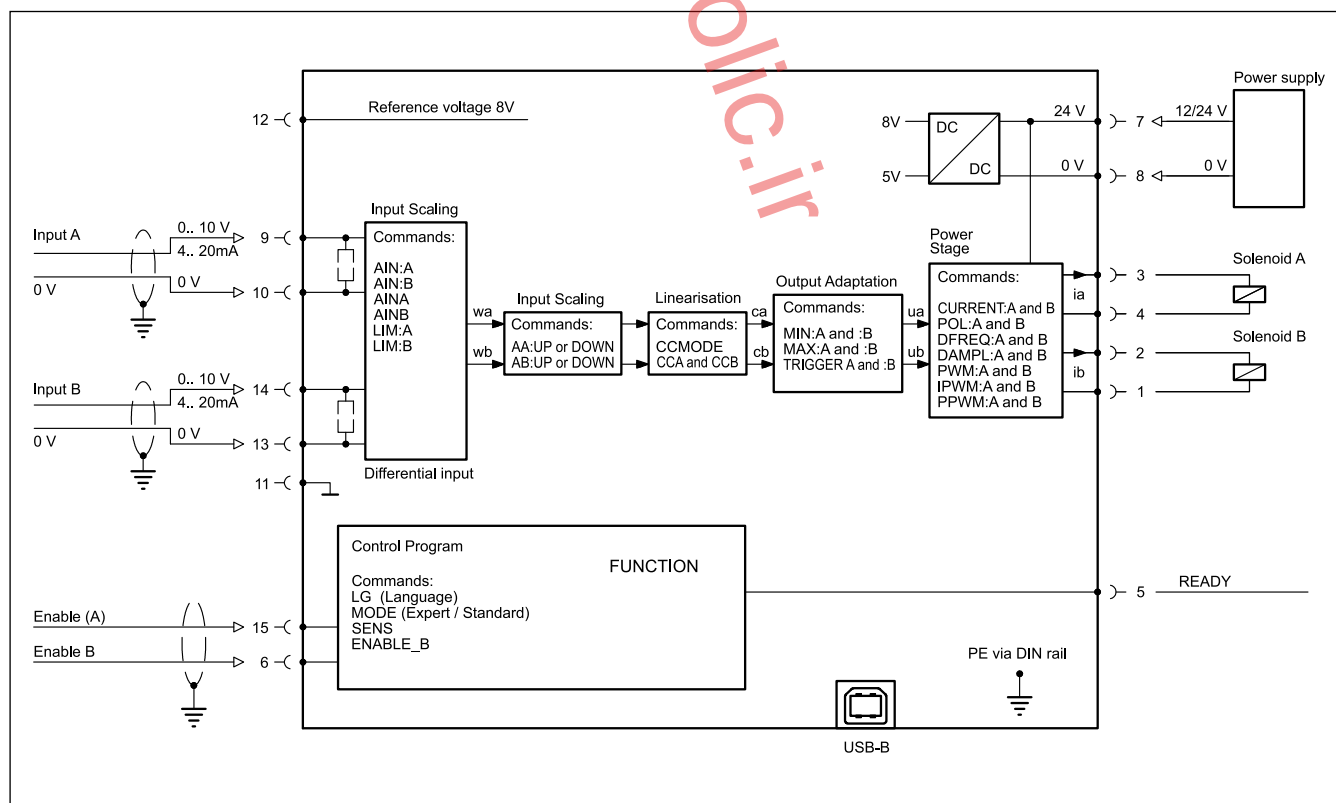 olic.ir
Power supply
12
Reference voltage 8V
8V
DC
DC
5V
24 V
7
12/24 V
0 V
8
0 V
Input A
0.. 10 V
4.. 20mA
9
0 V
0 V
10
Input Scaling
Commands:
AIN:A
AIN:B
AINA
AINB
LIM:A
LIM:B
Differential input
wa
wb
Input Scaling
Commands:
AA:UP or DOWN
AB:UP or DOWN
Linearisation
Commands:
CCMODE
CCA and CCB
ca
cb
Output Adaptation
Commands:
MIN:A and :B
MAX:A and :B
TRIGGER A and :B
ua
ub
Power
Stage
Commands:
CURRENT:A and B
POL:A and B
DFREQ:A and B
DAMPL:A and B
PWM:A and B
IPWM:A and B
PPWM:A and B
ia
ib
3
Solenoid A
4
2
Solenoid B
1
Input B
0.. 10 V
4.. 20mA
14
0 V
0 V
13
11
Control Program
FUNCTION
Commands:
LG (Language)
MODE (Expert / Standard)
SENS
ENABLE_B
5
READY
Enable (A)
15
Enable B
6
PE via DIN rail
USB-B